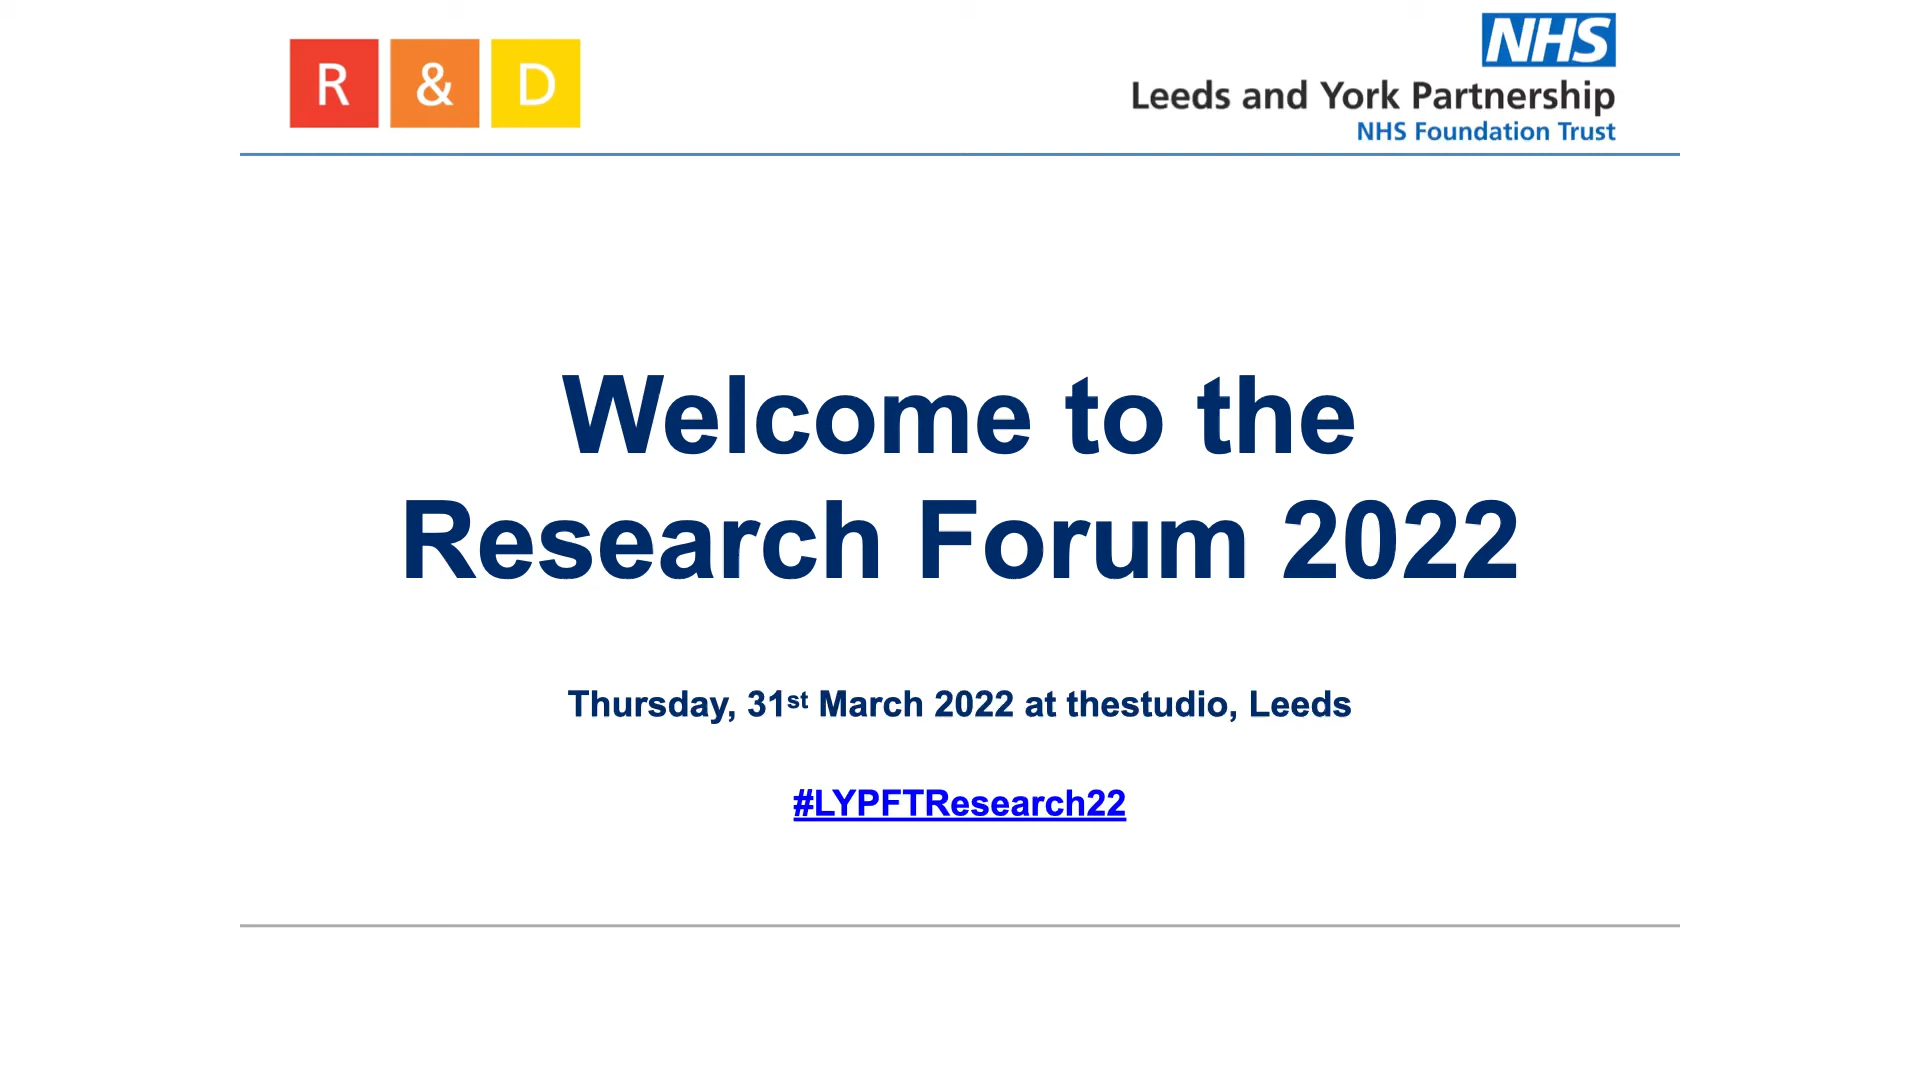 R & D
NHS
Leeds and York Partnership
NHS Foundation Trust
Welcome to the
Research Forum 2022
Thursday, 31st March 2022 at thestudio, Leeds
#LYPFTResearch22